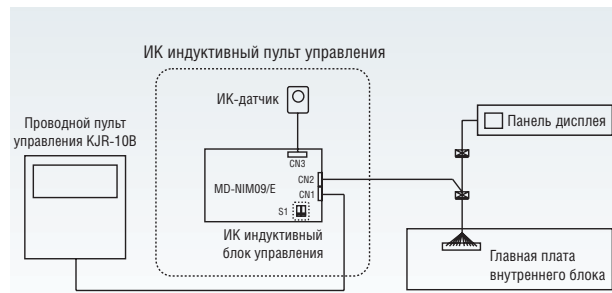 ИК индуктивный пульт управления
ИК-датчик
Проводной пульт
управления KJR-10B
Панель дисплея
CN3
MD-NIM09/E
CN2
CN1
S1
ИК индуктивный
блок управления
Главная плата
внутреннего блока